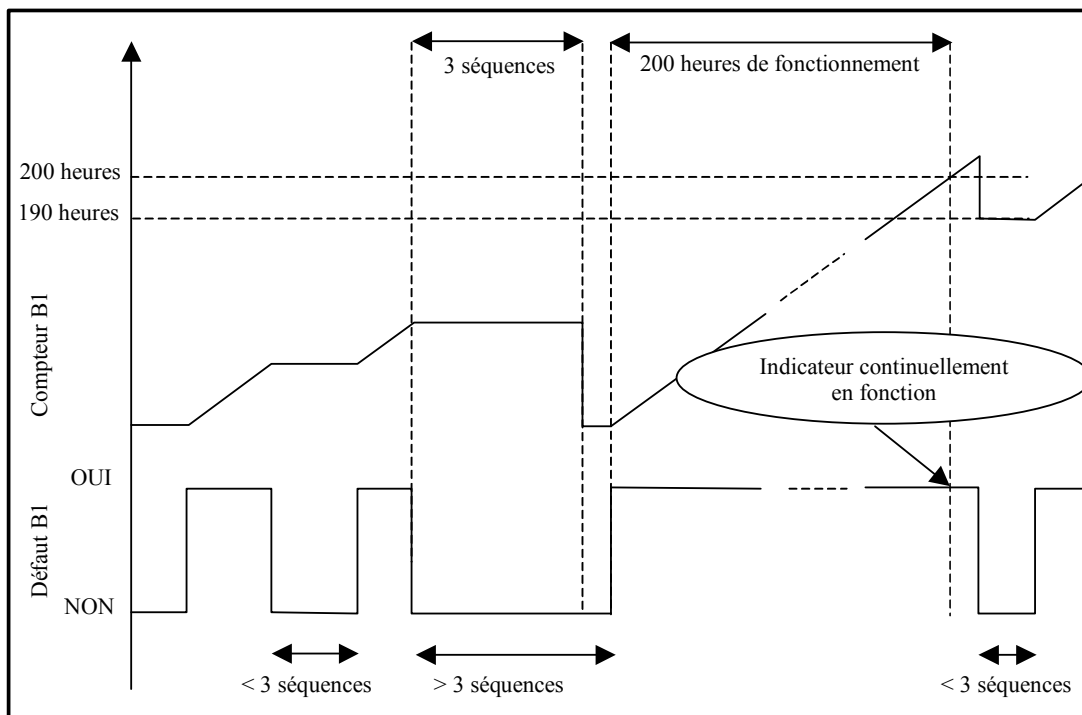 3 séquences
200 heures de fonctionnement
200 heures
190 heures
Compteur B1
Indicateur continuellement
en fonction
OUI
Défaut B1
NON
< 3 séquences
> 3 séquences
< 3 séquences